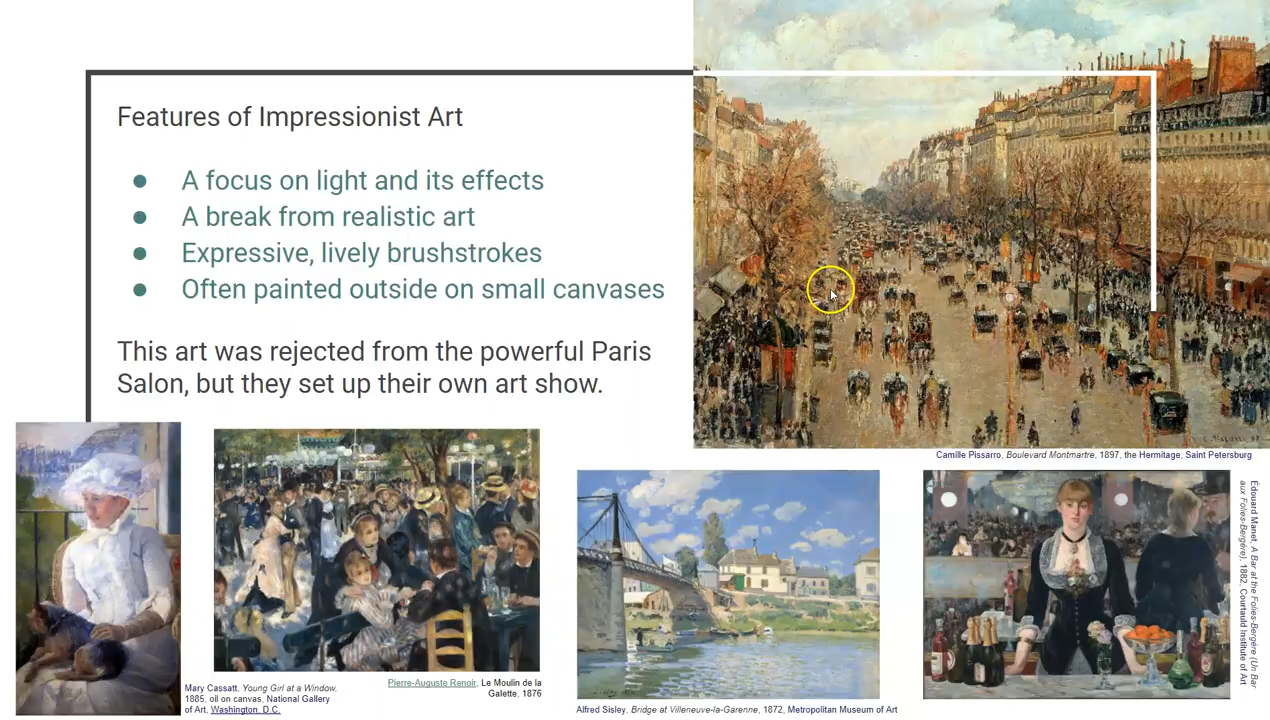 Features of Impressionist Art
● A focus on light and its effects
● A break from realistic art
● Expressive, lively brushstrokes
● Often painted outside on small canvases
This art was rejected from the powerful Paris
Salon, but they set up their own art show.
Camille Pissarro, Boulevard Montmartre, 1897, the Hermitage, Saint Petersburg
Mary Cassatt. Young Girl at a Window,
1885, oil on canvas, National Gallery
of Art, Washington, D.C.
Pierre-Auguste Renoir, Le Moulin de la
Galette, 1876
Alfred Sisley, Bridge at Villeneuve-la-Garenne, 1872, Metropolitan Museum of Art
Édouard Manet, A Bar at the Folies-Bergère (Un Bar
aux Folies-Bergère), 1882, Courtauld Institute of Art